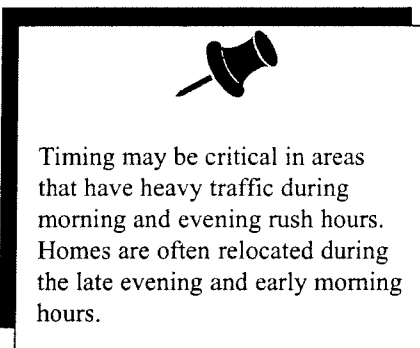 Timing may be critical in areas
that have heavy traffic during
morning and evening rush hours.
Homes are often relocated during
the late evening and early morning
hours.